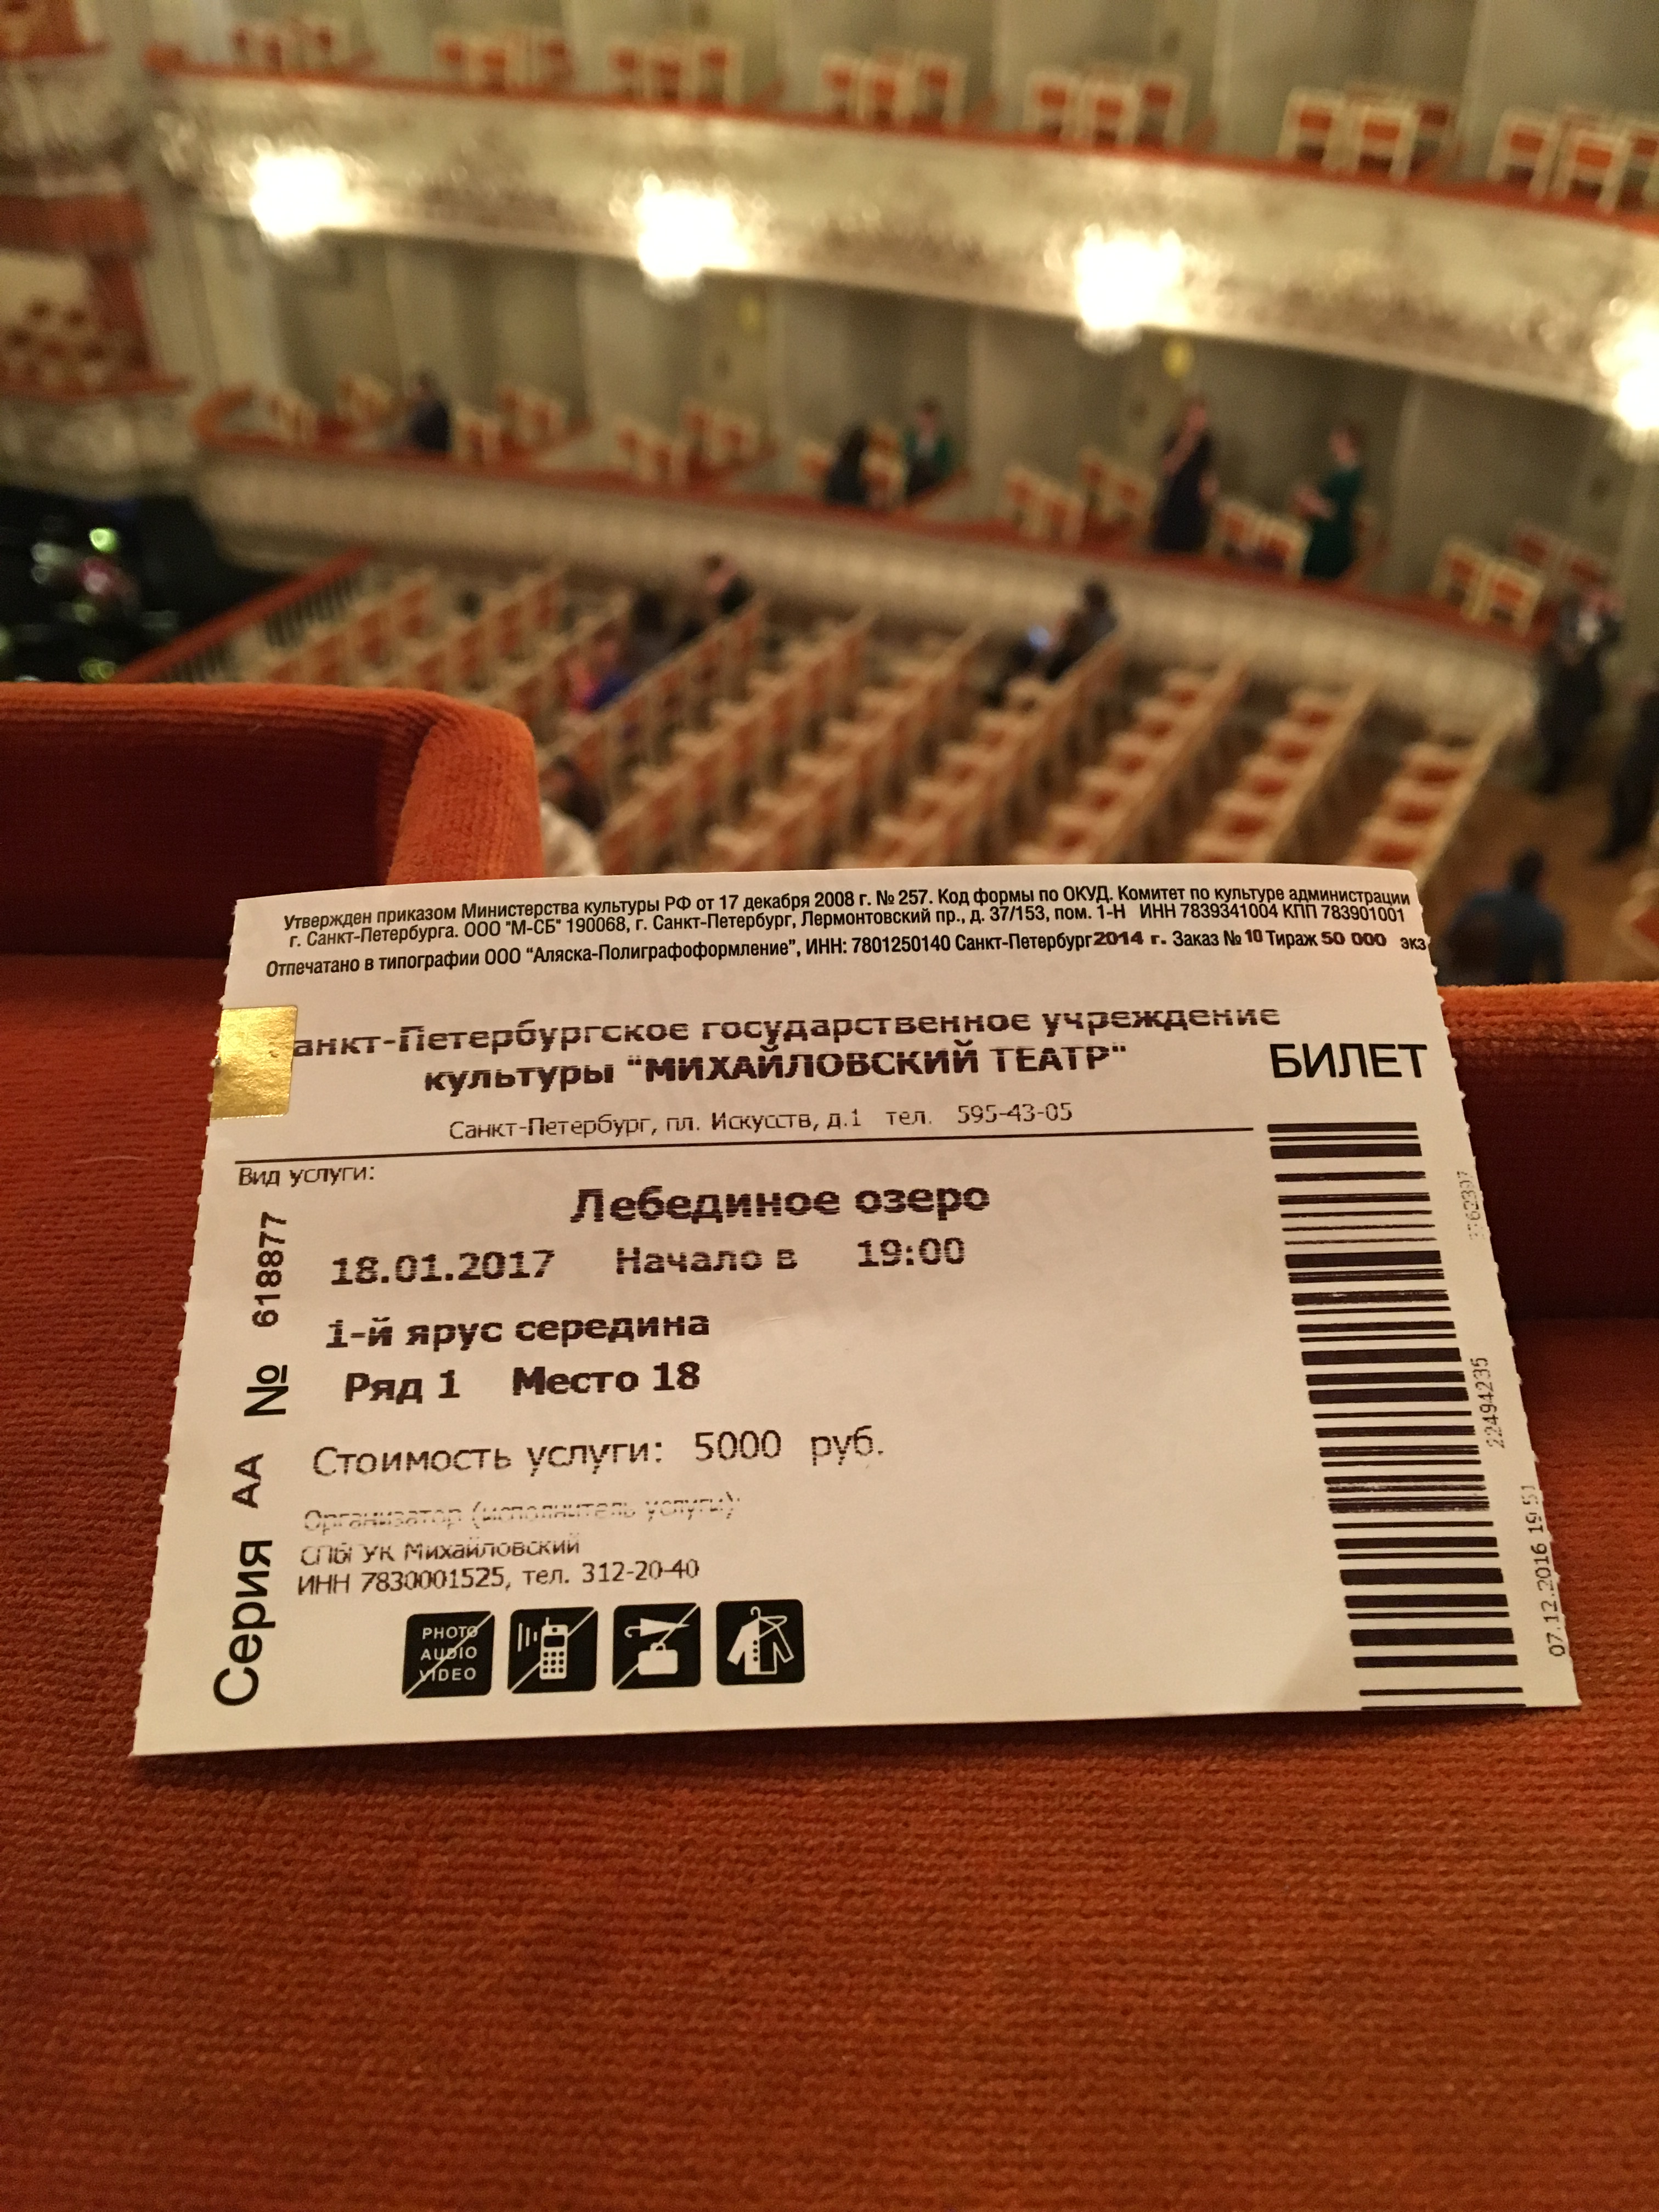 Утвержден приказом Министерства культуры РФ от 17 декабря 2008 г. № 257. Код формы по ОКУД. Комитет по культуре администрации
г. Санкт-Петербурга. ООО "М-СБ" 190068, г. Санкт-Петербург, Лермонтовский пр., д. 37/153, пом. 1-Н ИНН 7839341004 КПП 783901001
Отпечатано в типографии ООО "Аляска-Полиграфоформление", ИНН: 7801250140 Санкт-Петербург 2014 г. Заказ № 10 Тираж 50 000 экз
анкт-Петербургское государственное учреждение
культуры "МИХАЙЛОВСКИЙ ТЕАТР"
БИЛЕТ
Санкт-Петербург, пл. Искусств, д.1 тел. 595-43-05
Вид услуги:
Лебединое озеро
18.01.2017 Начало в 19:00
1-й ярус середина
Ряд 1 Место 18
Стоимость услуги: 5000 руб.
Организатор (исполнитель услуги):
СПб УК Михайловский
ИНН 7830001525, тел. 312-20-40
PHOTO
AUDIO
VIDEO
Серия АА № 618877
22494235
07.12.2016 19:51